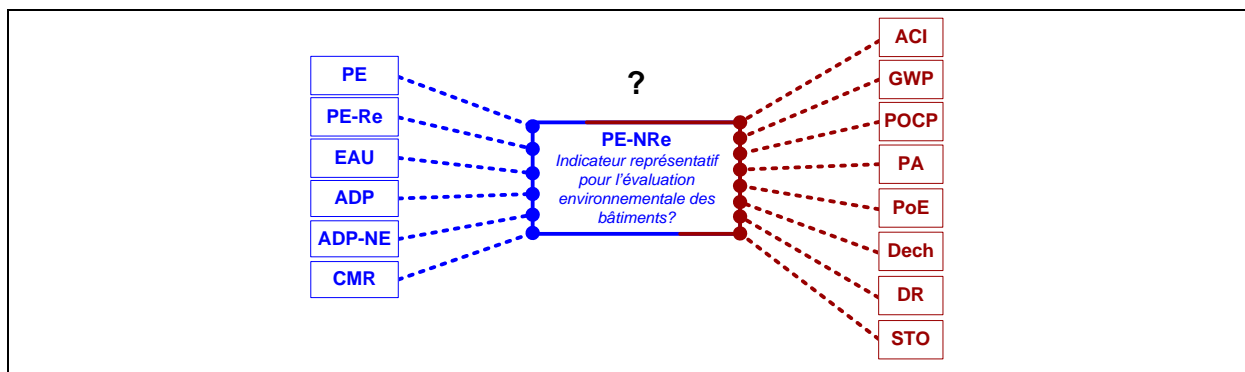 PE
PE-Re
EAU
ADP
ADP-NE
CMR
?
PE-NRe
Indicateur représentatif
pour l'évaluation
environnementale des
bâtiments?
ACI
GWP
POCP
PA
PoE
Dech
DR
STO